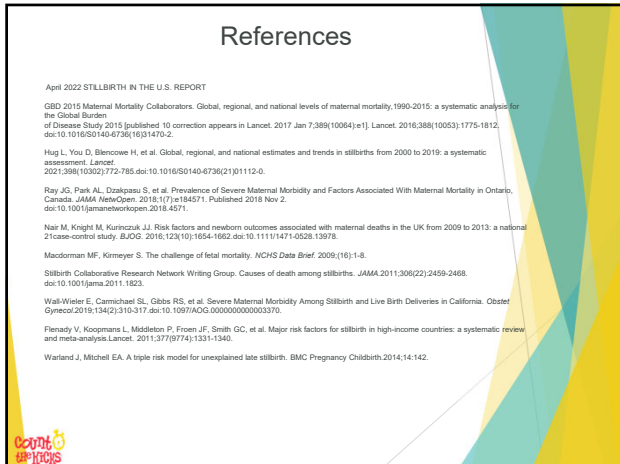 References
April 2022 STILLBIRTH IN THE U.S. REPORT
GBD 2015 Maternal Mortality Collaborators. Global, regional, and national levels of maternal mortality,1990-2015: a systematic analysis for
the Global Burden
of Disease Study 2015 [published 10 correction appears in Lancet. 2017 Jan 7;389(10064):e1]. Lancet. 2016;388(10053):1775-1812.
doi:10.1016/S0140-6736(16)31470-2.
Hug L, You D, Blencowe H, et al. Global, regional, and national estimates and trends in stillbirths from 2000 to 2019: a systematic
assessment. Lancet.
2021;398(10302):772-785.doi:10.1016/S0140-6736(21)01112-0.
Ray JG, Park AL, Dzakpasu S, et al. Prevalence of Severe Maternal Morbidity and Factors Associated With Maternal Mortality in Ontario,
Canada. JAMA NetwOpen. 2018;1(7):e184571. Published 2018 Nov 2.
doi:10.1001/jamanetworkopen.2018.4571.
Nair M, Knight M, Kurinczuk JJ. Risk factors and newborn outcomes associated with maternal deaths in the UK from 2009 to 2013: a national
21case-control study. BJOG. 2016;123(10):1654-1662.doi:10.1111/1471-0528.13978.
Macdorman MF, Kirmeyer S. The challenge of fetal mortality. NCHS Data Brief. 2009;(16):1-8.
Stillbirth Collaborative Research Network Writing Group. Causes of death among stillbirths. JAMA.2011;306(22):2459-2468.
doi:10.1001/jama.2011.1823.
Wall-Wieler E, Carmichael SL, Gibbs RS, et al. Severe Maternal Morbidity Among Stillbirth and Live Birth Deliveries in California. Obstet
Gynecol.2019;134(2):310-317.doi:10.1097/AOG.0000000000003370.
Flenady V, Koopmans L, Middleton P, Froen JF, Smith GC, et al. Major risk factors for stillbirth in high-income countries: a systematic review
and meta-analysis.Lancet. 2011;377(9774):1331-1340.
Warland J, Mitchell EA. A triple risk model for unexplained late stillbirth. BMC Pregnancy Childbirth.2014;14:142.
COUNT
THE KICKS